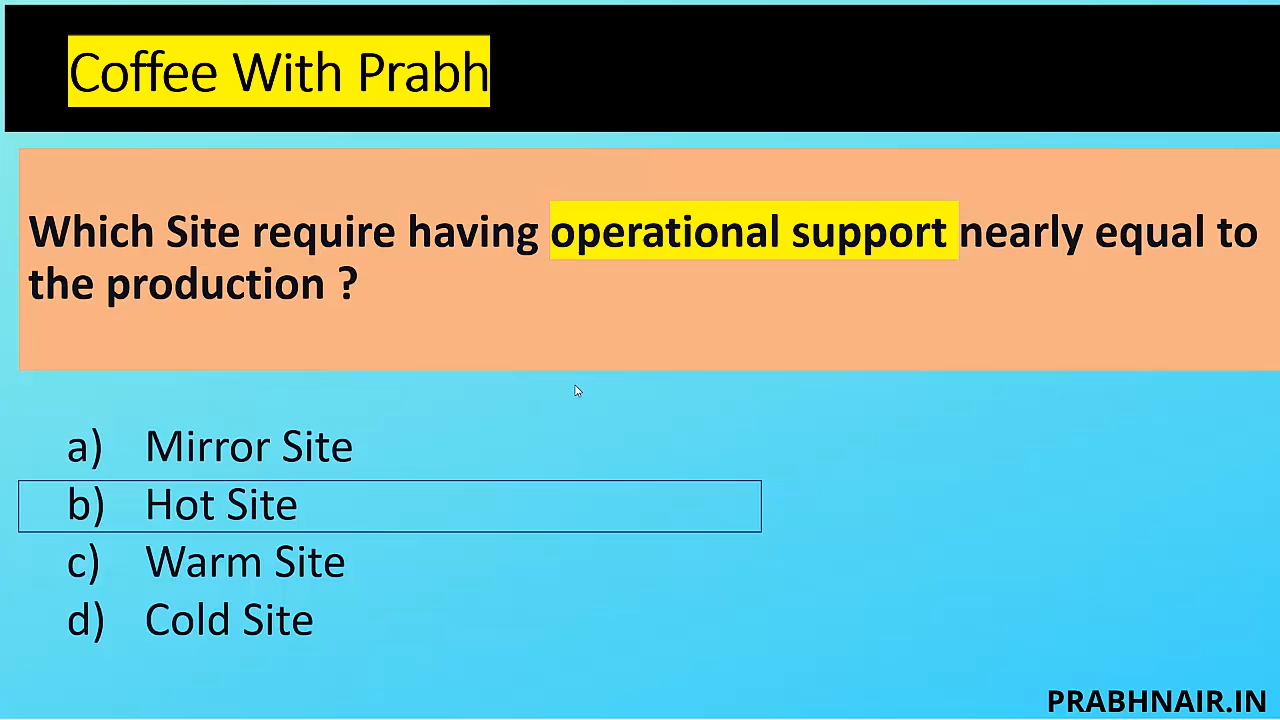 Coffee With Prabh
Which Site require having operational support nearly equal to
the production ?
a) Mirror Site
b) Hot Site
c) Warm Site
d) Cold Site
PRABHNAIR.IN